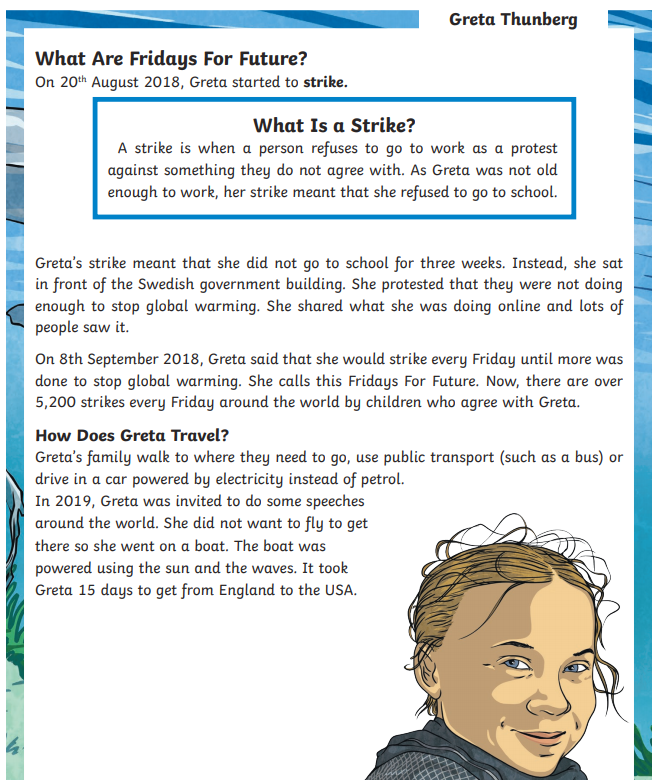 Greta Thunberg
What Are Fridays For Future?
On 20th August 2018, Greta started to strike.
What Is a Strike?
A strike is when a person refuses to go to work as a protest
against something they do not agree with. As Greta was not old
enough to work, her strike meant that she refused to go to school.
Greta's strike meant that she did not go to school for three weeks. Instead, she sat
in front of the Swedish government building. She protested that they were not doing
enough to stop global warming. She shared what she was doing online and lots of
people saw it.
On 8th September 2018, Greta said that she would strike every Friday until more was
done to stop global warming. She calls this Fridays For Future. Now, there are over
5,200 strikes every Friday around the world by children who agree with Greta.
How Does Greta Travel?
Greta's family walk to where they need to go, use public transport (such as a bus) or
drive in a car powered by electricity instead of petrol.
In 2019, Greta was invited to do some speeches
around the world. She did not want to fly to get
there so she went on a boat. The boat was
powered using the sun and the waves. It took
Greta 15 days to get from England to the USA.